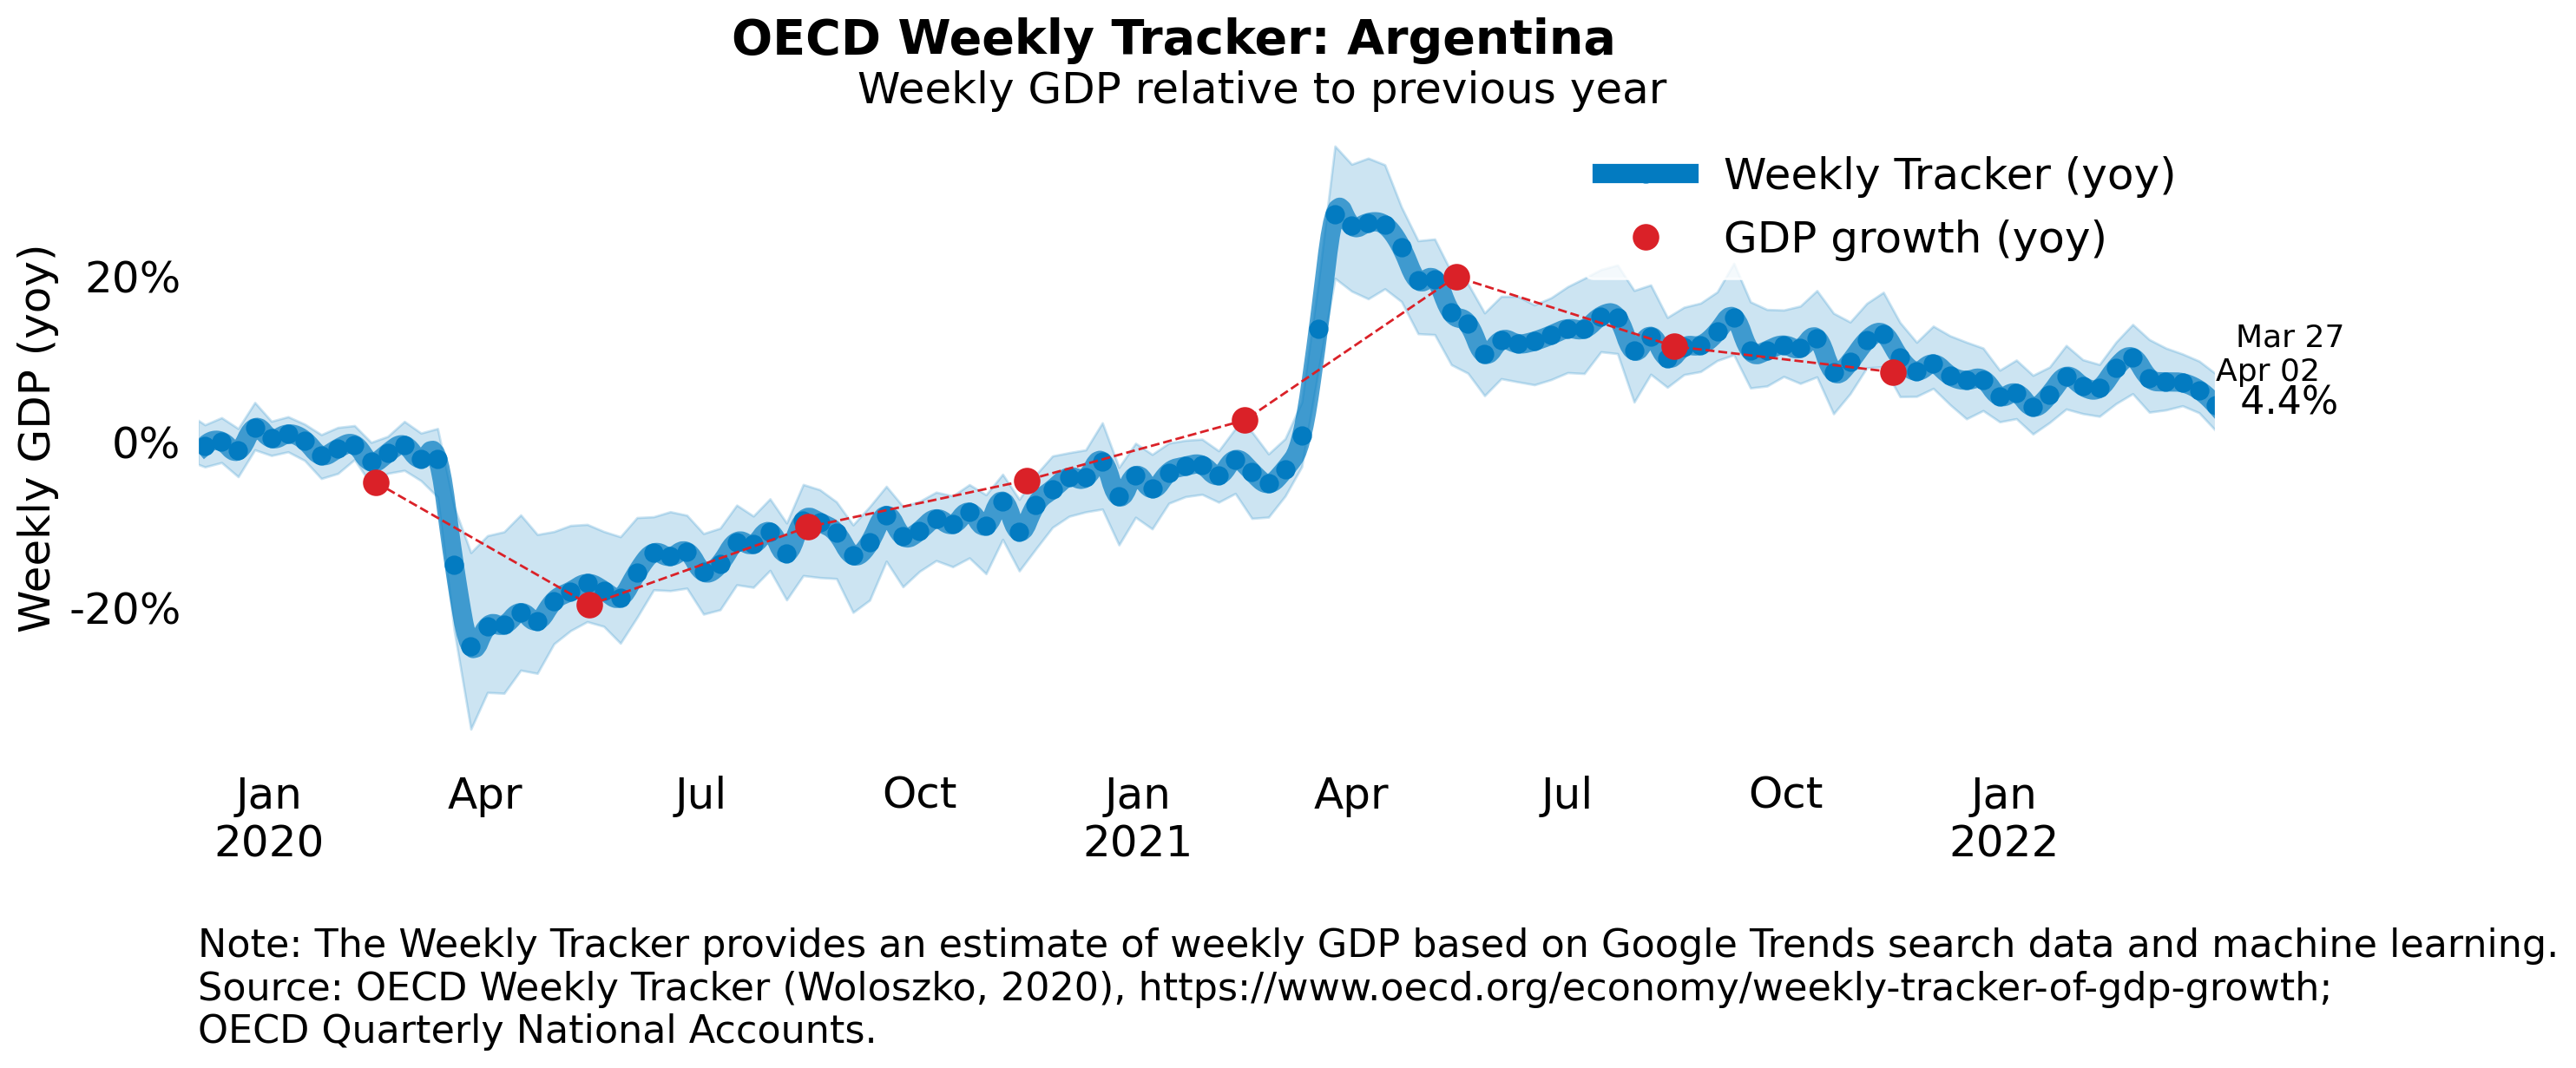 OECD Weekly Tracker: Argentina
Weekly GDP relative to previous year
Weekly Tracker (yoy)
GDP growth (yoy)
Weekly GDP (yoy)
20%
0%
-20%
Mar 27
Apr 02
4.4%
Jan Apr Jul Oct Jan Apr Jul Oct Jan
2020 2021 2022
Note: The Weekly Tracker provides an estimate of weekly GDP based on Google Trends search data and machine learning.
Source: OECD Weekly Tracker (Woloszko, 2020), https://www.oecd.org/economy/weekly-tracker-of-gdp-growth;
OECD Quarterly National Accounts.